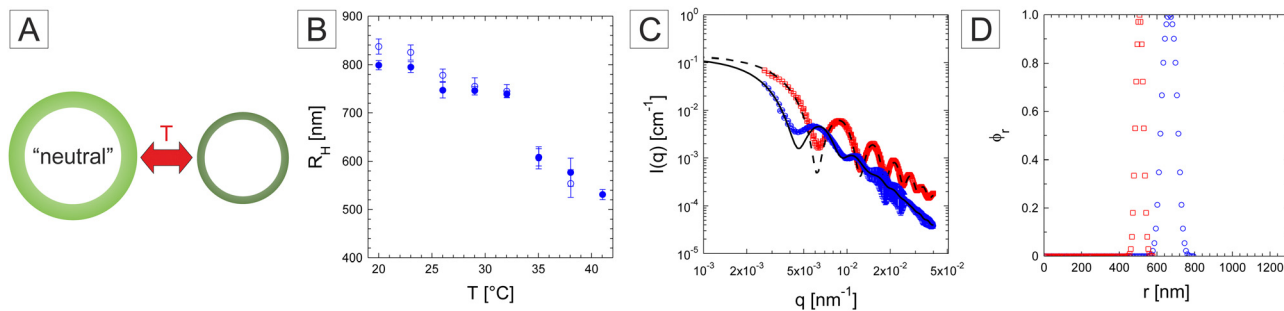 A
"neutral"
T
B
900
800
700
600
500
400
R_H [nm]
20
25
30
35
40
T [°C]
C
10⁰
10⁻¹
10⁻²
10⁻³
10⁻⁴
10⁻⁵
I(q) [cm⁻¹]
10⁻³
2x10⁻³
5x10⁻³
10⁻²
2x10⁻²
5x10⁻²
q [nm⁻¹]
D
1.0
0.8
0.6
0.4
0.2
0.0
ϕ_r
0
200
400
600
800
1000
1200
r [nm]